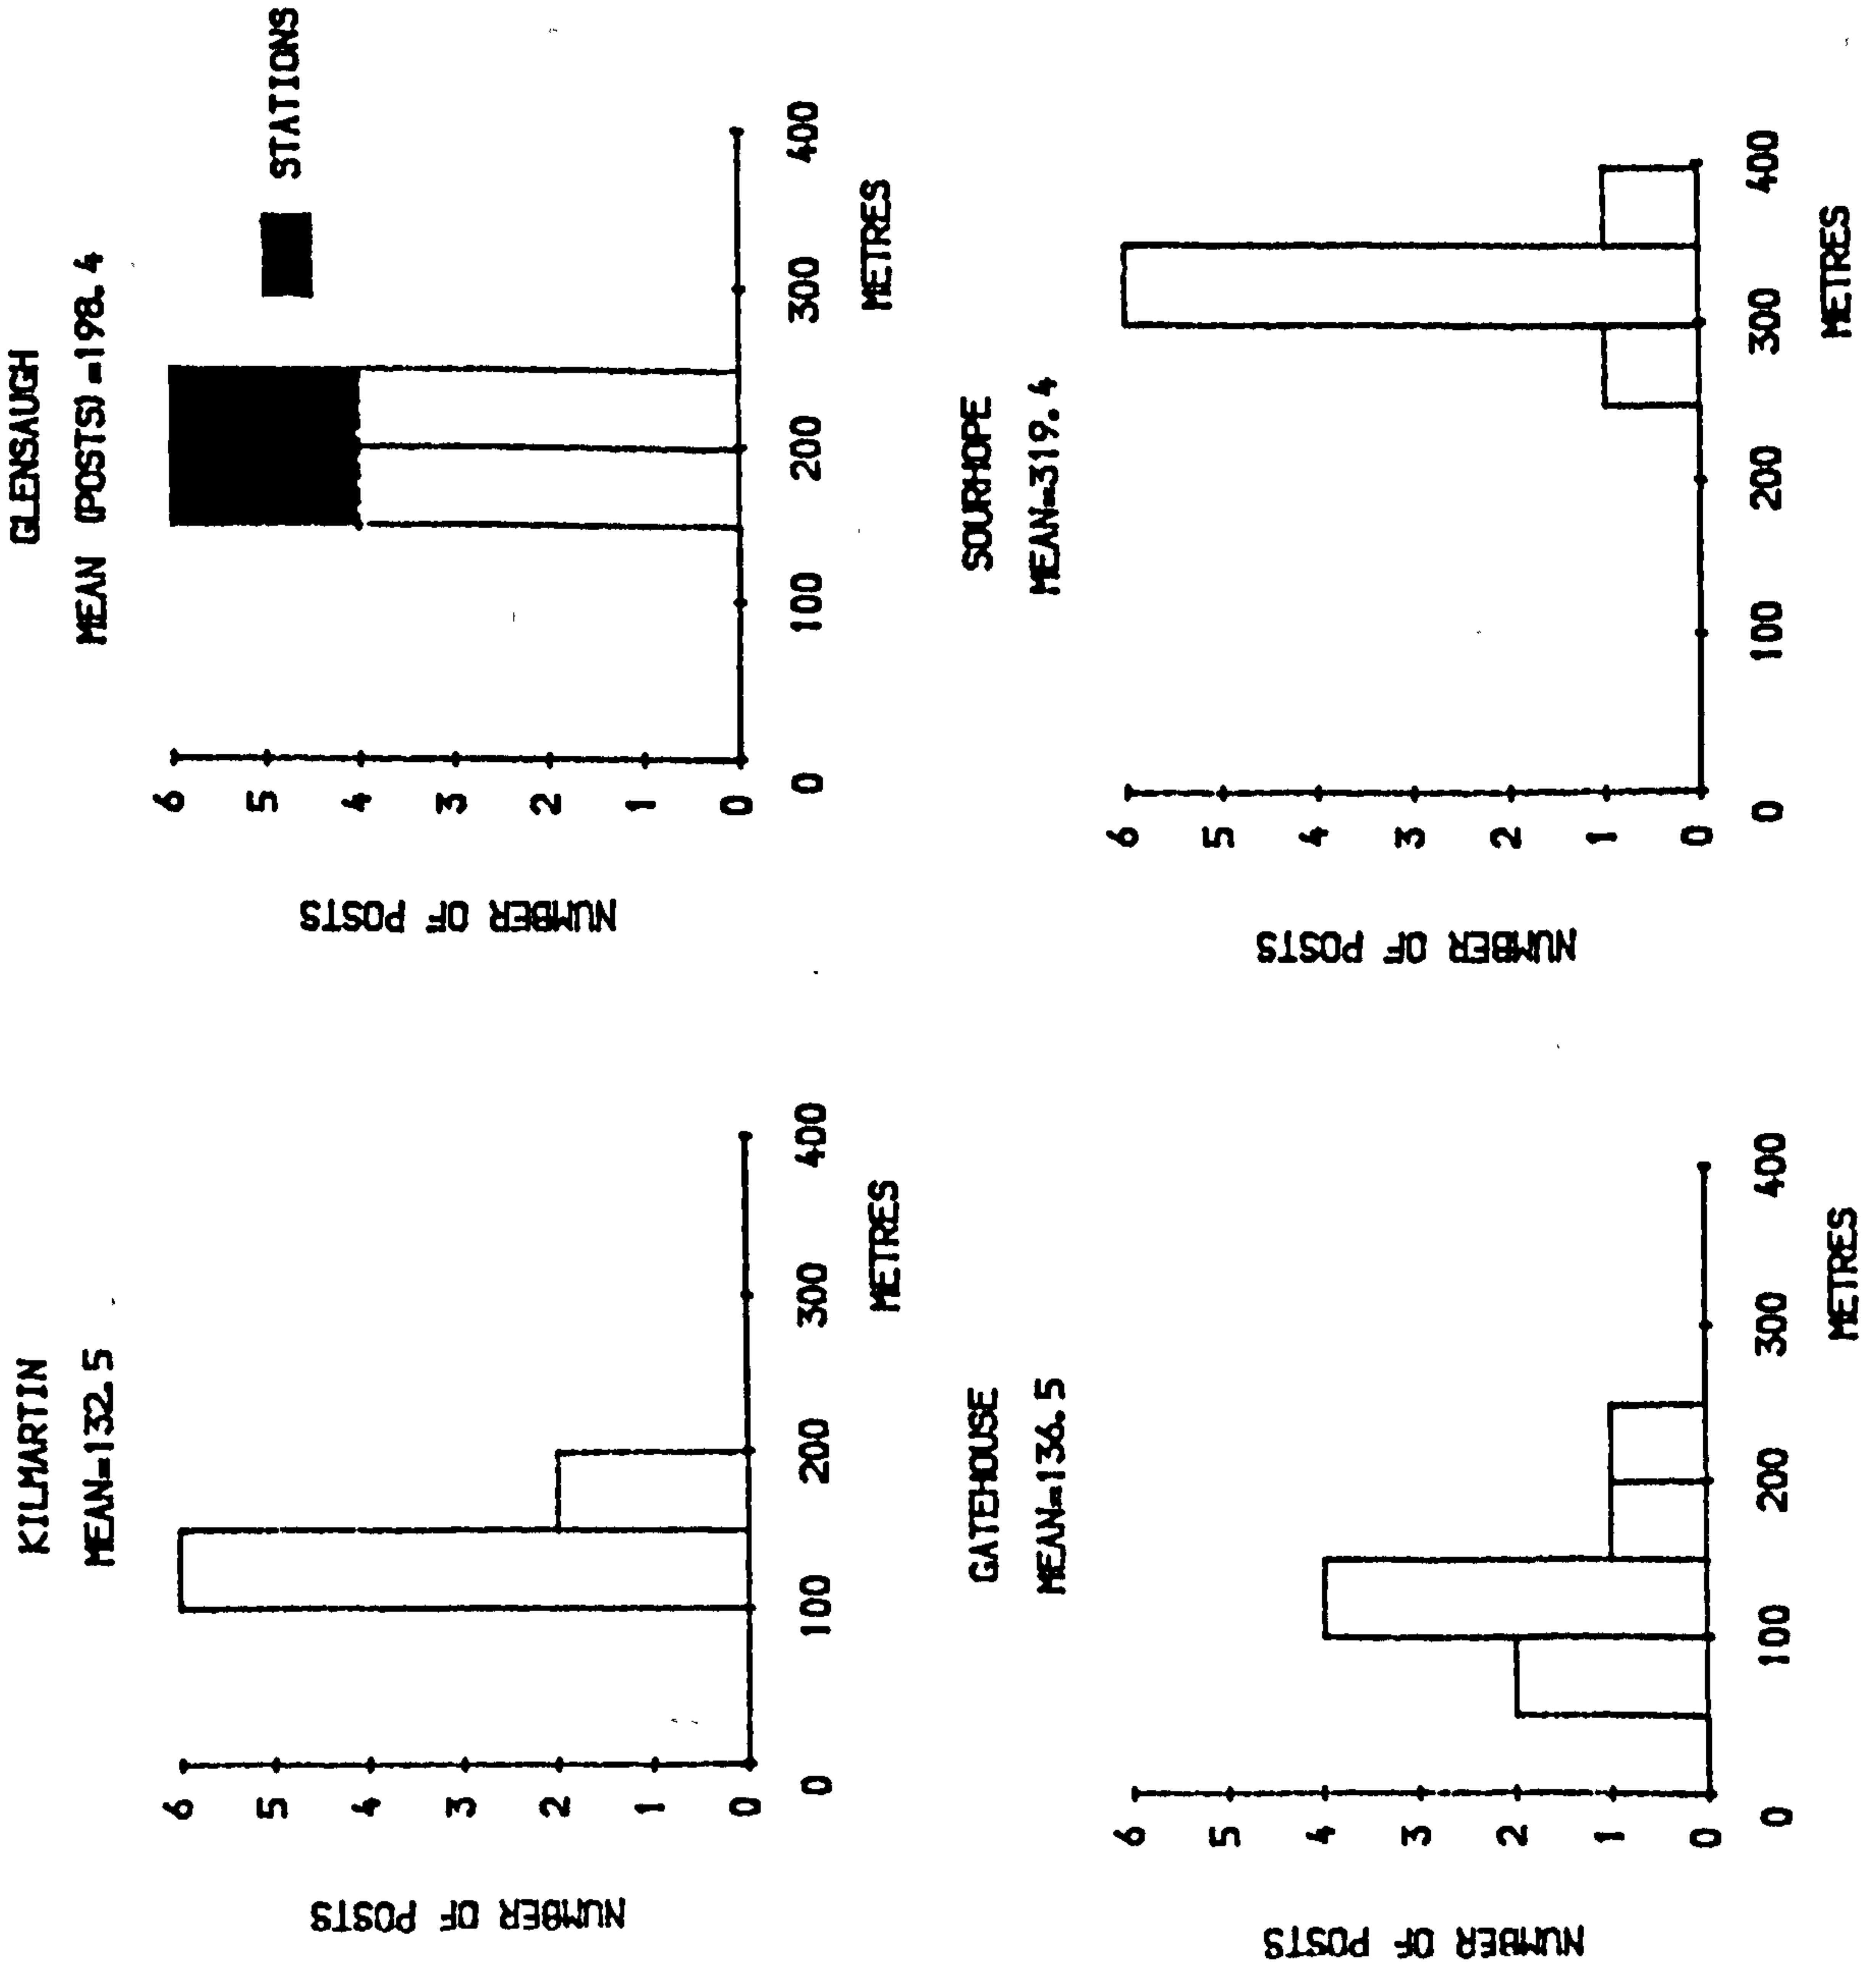 KILMARTIN
MEAN=132.5
NUMBER OF POSTS
6
5
4
3
2
1
0
0 100 200 300 400
METRES
GLENSAUGH
MEAN (POSTS)=198.4
STATIONS
NUMBER OF POSTS
6
5
4
3
2
1
0
0 100 200 300 400
METRES
GATEHOUSE
MEAN=136.5
NUMBER OF POSTS
6
5
4
3
2
1
0
0 100 200 300 400
METRES
SOURHOPE
MEAN=319.4
NUMBER OF POSTS
6
5
4
3
2
1
0
0 100 200 300 400
METRES